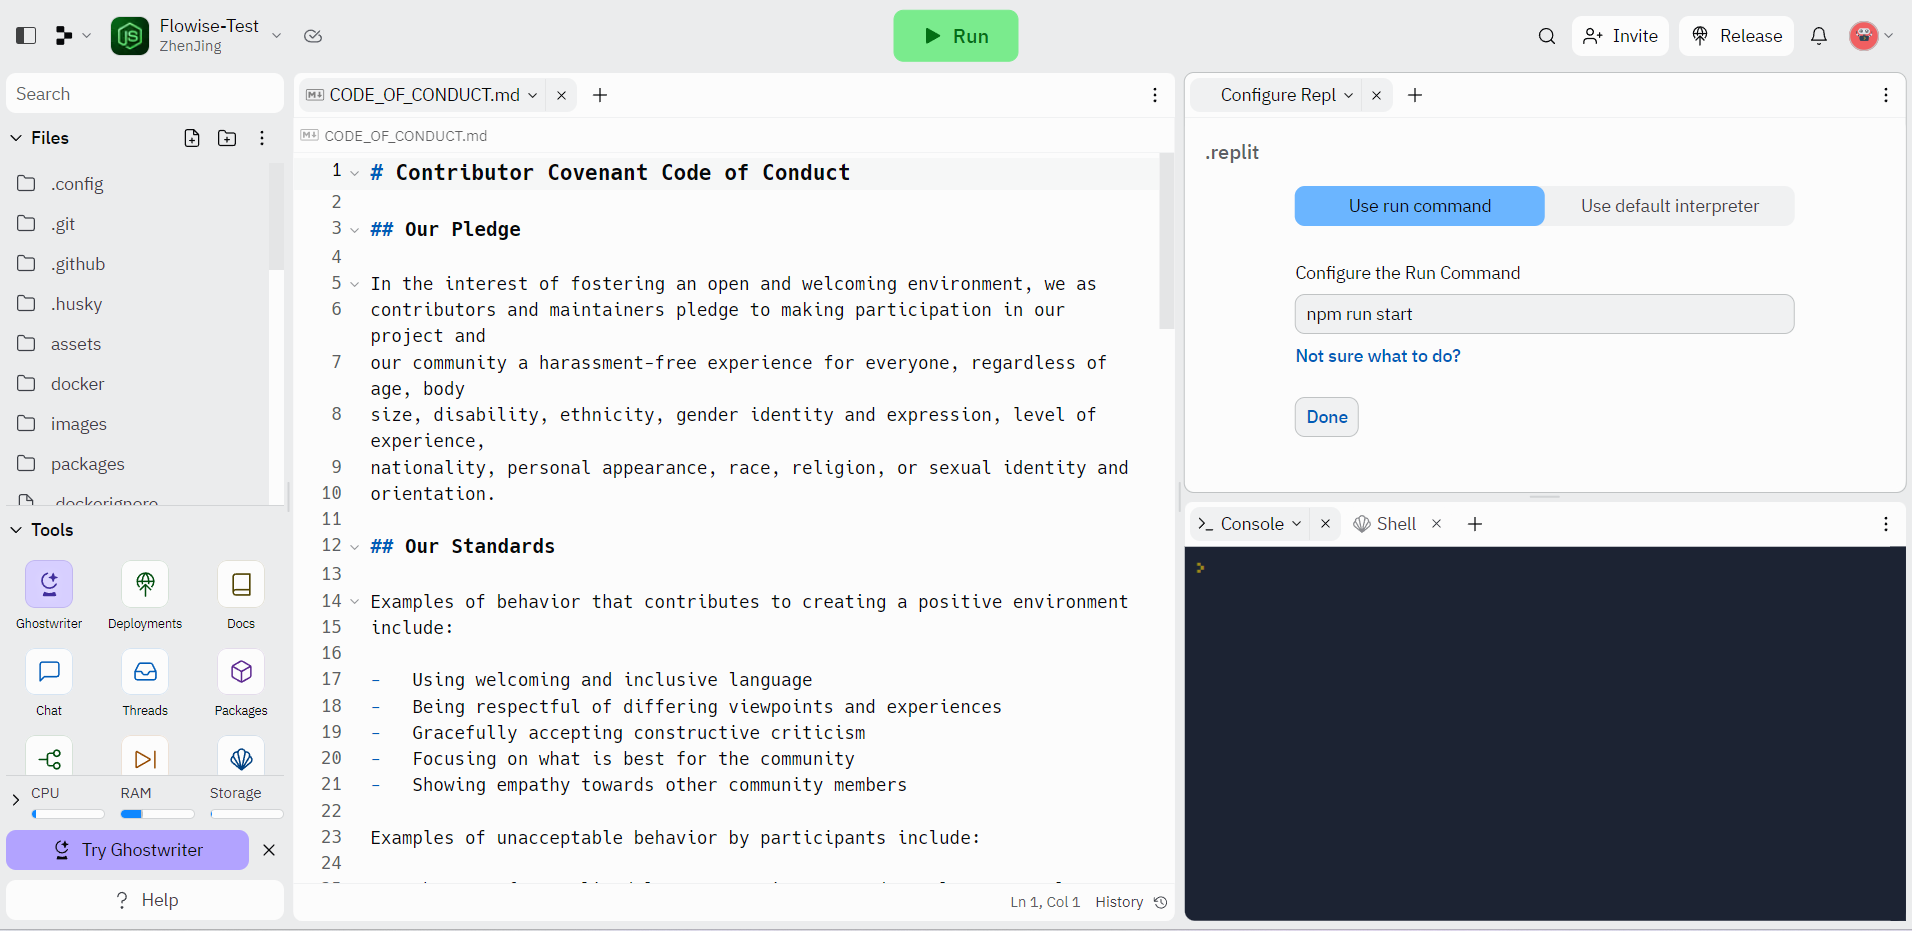 Flowise-Test
ZhenJing
Run
Invite
Release
Search
Files
.config
.git
.github
.husky
assets
docker
images
packages
.dockerignore
Tools
Ghostwriter
Deployments
Docs
Chat
Threads
Packages
CPU
RAM
Storage
Try Ghostwriter
? Help
CODE_OF_CONDUCT.md
CODE_OF_CONDUCT.md
1 # Contributor Covenant Code of Conduct
2
3 ## Our Pledge
4
5 In the interest of fostering an open and welcoming environment, we as
6 contributors and maintainers pledge to making participation in our
project and
7 our community a harassment-free experience for everyone, regardless of
age, body
8 size, disability, ethnicity, gender identity and expression, level of
experience,
9 nationality, personal appearance, race, religion, or sexual identity and
10 orientation.
11
12 ## Our Standards
13
14 Examples of behavior that contributes to creating a positive environment
15 include:
16
17 - Using welcoming and inclusive language
18 - Being respectful of differing viewpoints and experiences
19 - Gracefully accepting constructive criticism
20 - Focusing on what is best for the community
21 - Showing empathy towards other community members
22
23 Examples of unacceptable behavior by participants include:
24
Ln 1, Col 1 History
Configure Repl
.replit
Use run command
Use default interpreter
Configure the Run Command
npm run start
Not sure what to do?
Done
Console
Shell